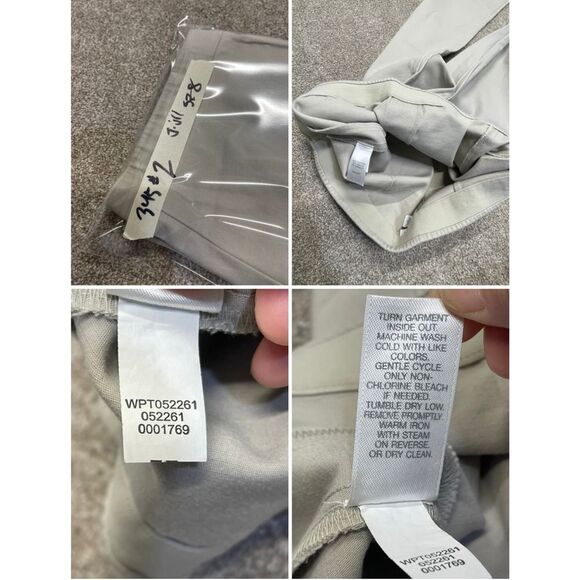 J.Jill SZ 8
345#2
WPT052261
052261
0001769
TURN GARMENT
INSIDE OUT.
MACHINE WASH
COLD WITH LIKE
COLORS.
GENTLE CYCLE.
ONLY NON-
CHLORINE BLEACH
IF NEEDED.
TUMBLE DRY LOW.
REMOVE PROMPTLY.
WARM IRON
WITH STEAM
ON REVERSE.
OR DRY CLEAN.
WPT052261
052261
0001769